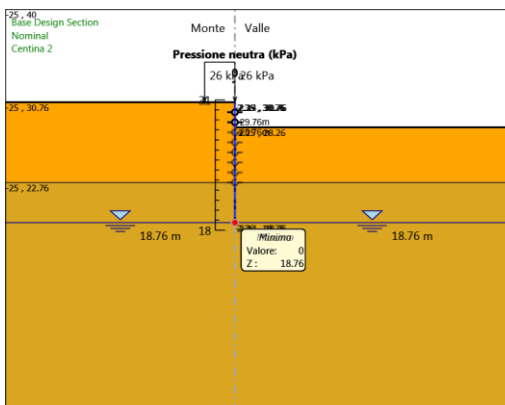 -25 , 40
Base Design Section
Nominal
Centina 2
Monte
Valle
Pressione neutra (kPa)
26 kPa
26 kPa
-25 , 30.76
29.76m
-25 , 22.76
18
18.76 m
18.76 m
Minimo
Valore: 0
Z : 18.76